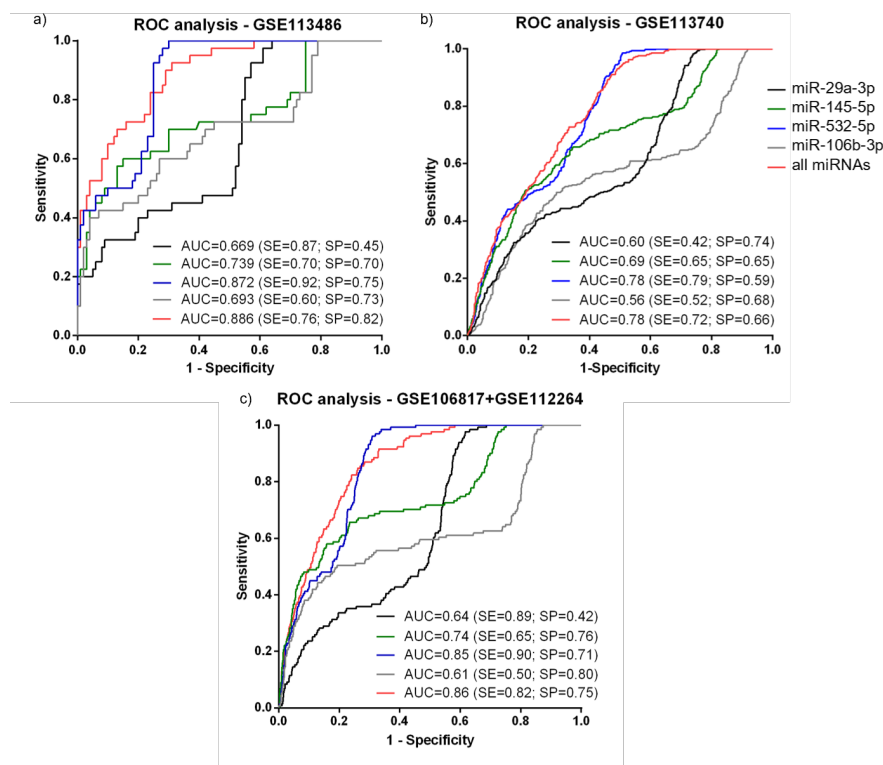 a)
ROC analysis - GSE113486
Sensitivity
1.0
0.8
0.6
0.4
0.2
0.0
AUC=0.669 (SE=0.87; SP=0.45)
AUC=0.739 (SE=0.70; SP=0.70)
AUC=0.872 (SE=0.92; SP=0.75)
AUC=0.693 (SE=0.60; SP=0.73)
AUC=0.886 (SE=0.76; SP=0.82)
0.0 0.2 0.4 0.6 0.8 1.0
1 - Specificity
b)
ROC analysis - GSE113740
Sensitivity
1.0
0.8
0.6
0.4
0.2
0.0
AUC=0.60 (SE=0.42; SP=0.74)
AUC=0.69 (SE=0.65; SP=0.65)
AUC=0.78 (SE=0.79; SP=0.59)
AUC=0.56 (SE=0.52; SP=0.68)
AUC=0.78 (SE=0.72; SP=0.66)
0.0 0.2 0.4 0.6 0.8 1.0
1-Specificity
miR-29a-3p
miR-145-5p
miR-532-5p
miR-106b-3p
all miRNAs
c)
ROC analysis - GSE106817+GSE112264
Sensitivity
1.0
0.8
0.6
0.4
0.2
0.0
AUC=0.64 (SE=0.89; SP=0.42)
AUC=0.74 (SE=0.65; SP=0.76)
AUC=0.85 (SE=0.90; SP=0.71)
AUC=0.61 (SE=0.50; SP=0.80)
AUC=0.86 (SE=0.82; SP=0.75)
0.0 0.2 0.4 0.6 0.8 1.0
1 - Specificity